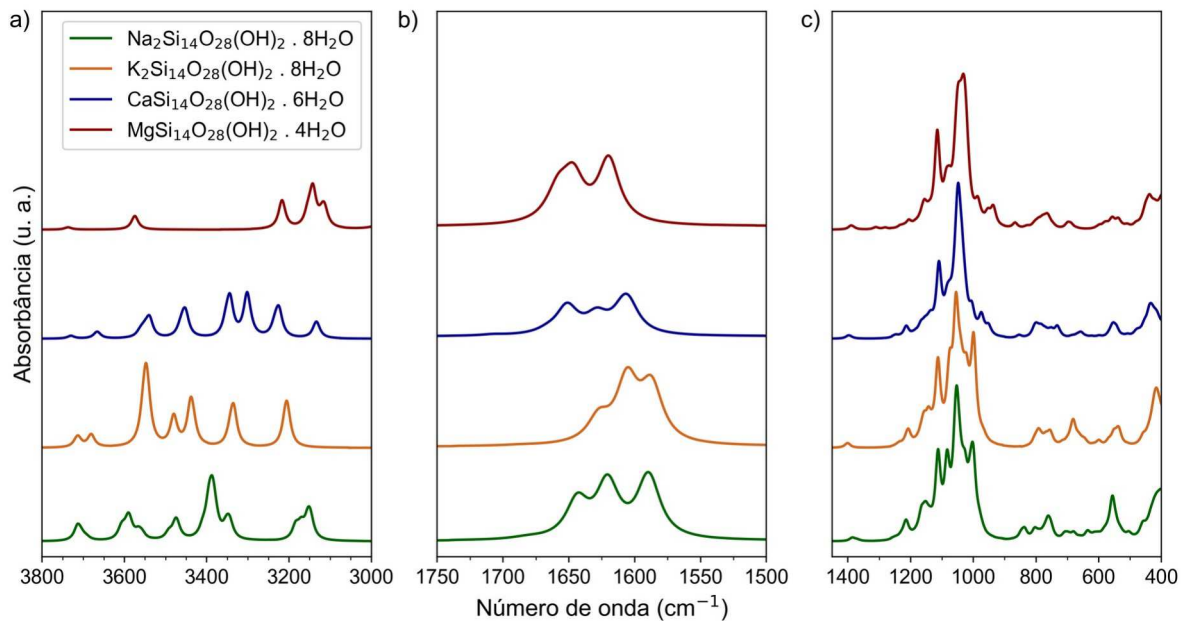 a)
b)
c)
Na₂Si₁₄O₂₈(OH)₂ . 8H₂O
K₂Si₁₄O₂₈(OH)₂ . 8H₂O
CaSi₁₄O₂₈(OH)₂ . 6H₂O
MgSi₁₄O₂₈(OH)₂ . 4H₂O
Absorbância (u. a.)
3800 3600 3400 3200 3000
1750 1700 1650 1600 1550 1500
1400 1200 1000 800 600 400
Número de onda (cm⁻¹)